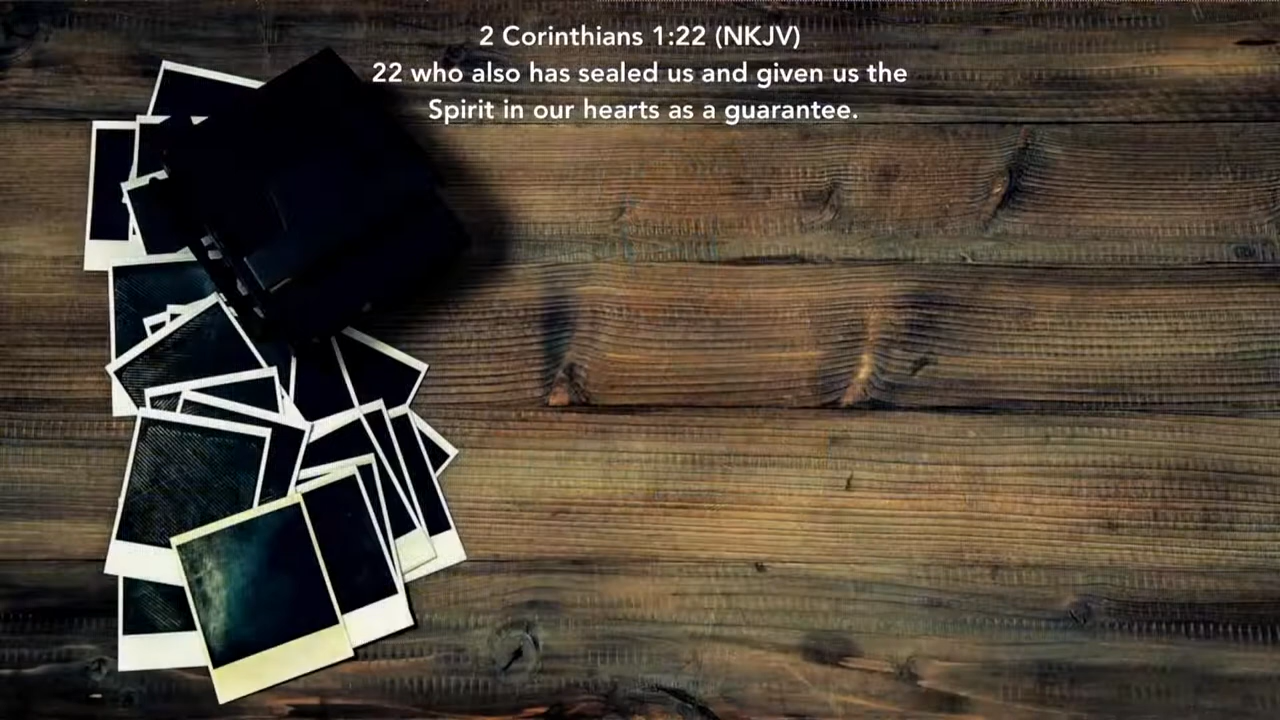 2 Corinthians 1:22 (NKJV)
22 who also has sealed us and given us the
Spirit in our hearts as a guarantee.